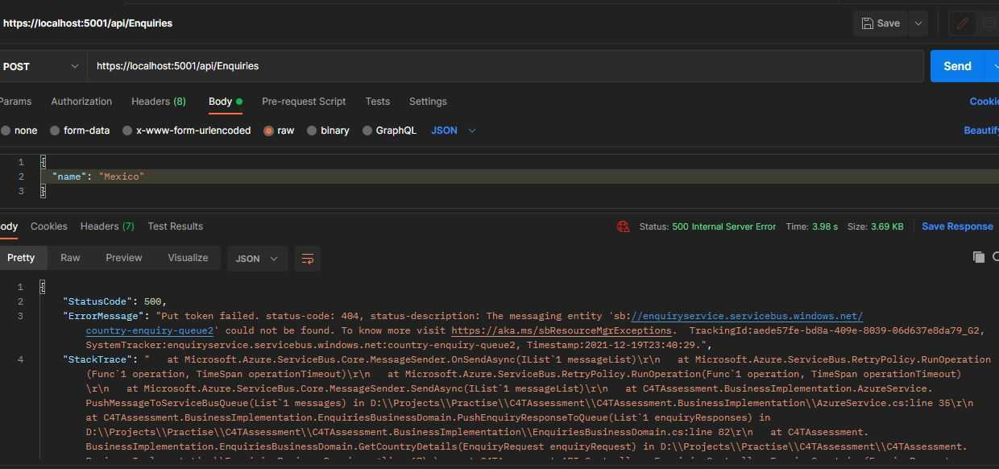 https://localhost:5001/api/Enquiries
Save
POST
https://localhost:5001/api/Enquiries
Send
Params
Authorization
Headers (8)
Body
Pre-request Script
Tests
Settings
Cookie
none
form-data
x-www-form-urlencoded
raw
binary
GraphQL
JSON
Beautify
1 {
2 "name": "Mexico"
3 }
ody
Cookies
Headers (7)
Test Results
Status: 500 Internal Server Error
Time: 3.98 s
Size: 3.69 KB
Save Response
Pretty
Raw
Preview
Visualize
JSON
1 {
2 "StatusCode": 500,
3 "ErrorMessage": "Put token failed. status-code: 404, status-description: The messaging entity 'sb://enquiryservice.servicebus.windows.net/
country-enquiry-queue2' could not be found. To know more visit https://aka.ms/sbResourceMgrExceptions.  TrackingId:aede57fe-bd8a-409e-8039-06d637e8da79_G2,
SystemTracker:enquiryservice.servicebus.windows.net:country-enquiry-queue2, Timestamp:2021-12-19T23:40:29.",
4 "StackTrace": "   at Microsoft.Azure.ServiceBus.Core.MessageSender.OnSendAsync(IList`1 messageList)\r\n   at Microsoft.Azure.ServiceBus.RetryPolicy.RunOperation
(Func`1 operation, TimeSpan operationTimeout)\r\n   at Microsoft.Azure.ServiceBus.RetryPolicy.RunOperation(Func`1 operation, TimeSpan operationTimeout)
\r\n   at Microsoft.Azure.ServiceBus.Core.MessageSender.SendAsync(IList`1 messageList)\r\n   at C4TAssessment.BusinessImplementation.AzureService.
PushMessageToServiceBusQueue(List`1 messages) in D:\\Projects\\Practise\\C4TAssessment\\C4TAssessment.BusinessImplementation\\AzureService.cs:line 35\r\n
at C4TAssessment.BusinessImplementation.EnquiriesBusinessDomain.PushEnquiryResponseToQueue(List`1 enquiryResponses) in
D:\\Projects\\Practise\\C4TAssessment\\C4TAssessment.BusinessImplementation\\EnquiriesBusinessDomain.cs:line 82\r\n   at C4TAssessment.
BusinessImplementation.EnquiriesBusinessDomain.GetCountryDetails(EnquiryRequest enquiryRequest) in D:\\Projects\\Practise\\C4TAssessment\\C4TAssessment.